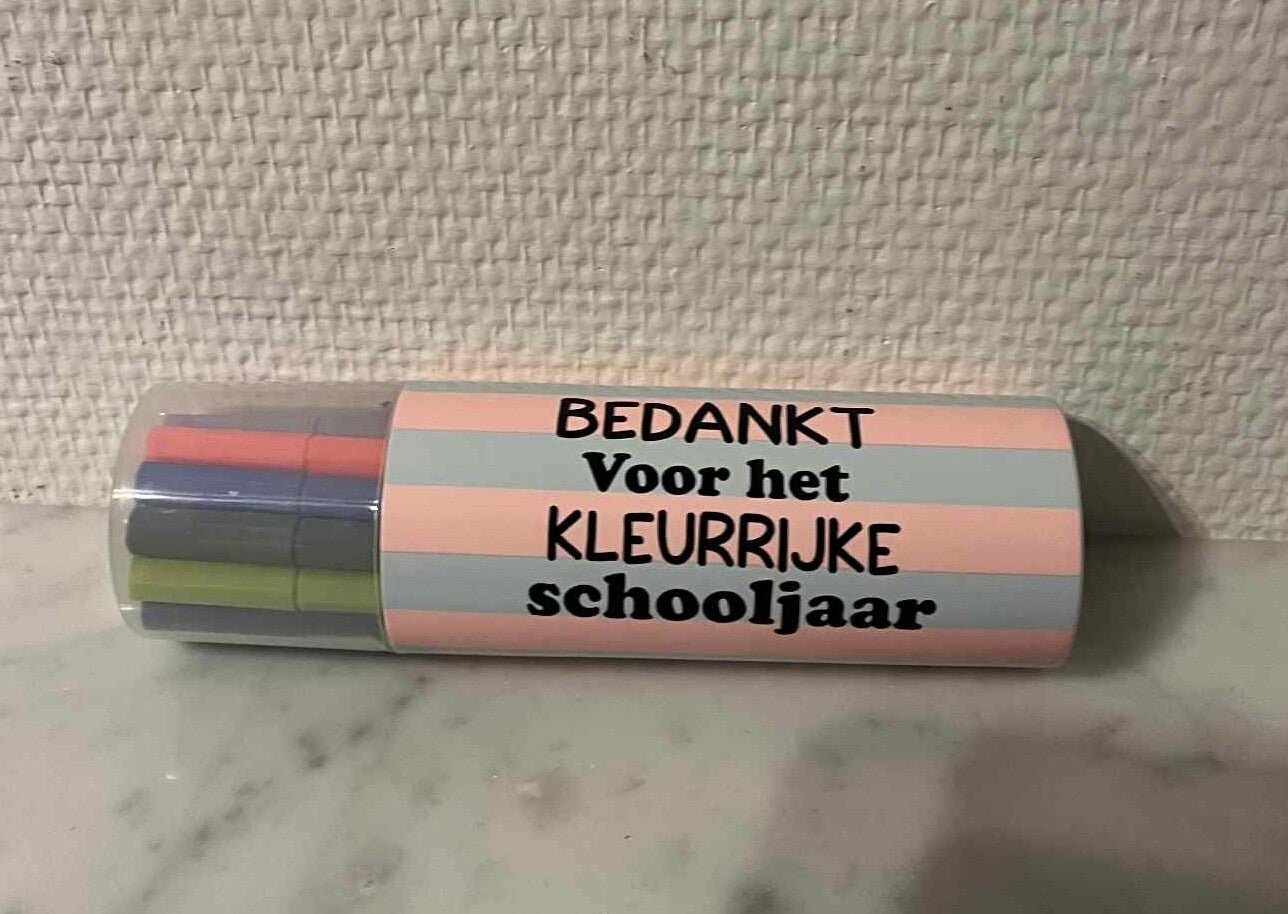 BEDANKT
Voor het
KLEURRIJKE
schooljaar